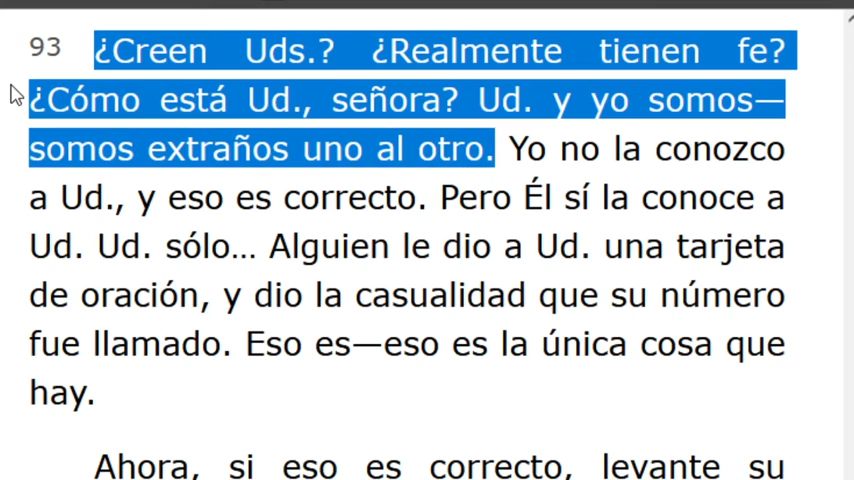 93 ¿Creen Uds.? ¿Realmente tienen fe?
¿Cómo está Ud., señora? Ud. y yo somos—
somos extraños uno al otro. Yo no la conozco
a Ud., y eso es correcto. Pero Él sí la conoce a
Ud. Ud. sólo… Alguien le dio a Ud. una tarjeta
de oración, y dio la casualidad que su número
fue llamado. Eso es—eso es la única cosa que
hay.
Ahora, si eso es correcto, levante su